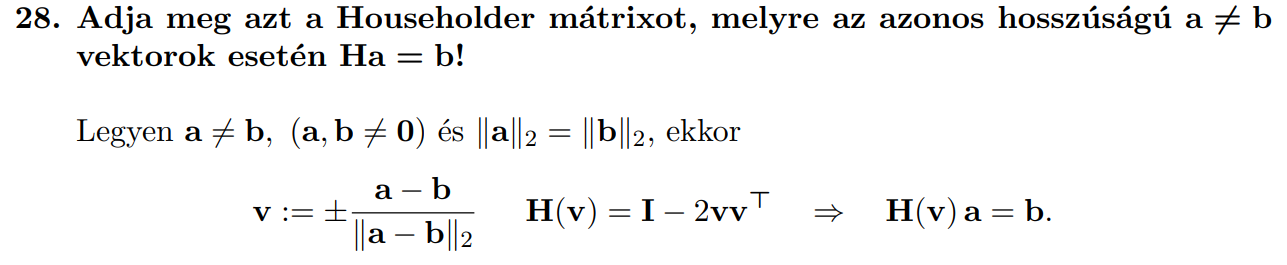 28. Adja meg azt a Householder mátrixot, melyre az azonos hosszúságú a ≠ b
vektorok esetén Ha = b!
Legyen a ≠ b, (a, b ≠ 0) és ‖a‖₂ = ‖b‖₂, ekkor
v := ± (a − b) / ‖a − b‖₂    H(v) = I − 2vv⊤  ⇒  H(v) a = b.